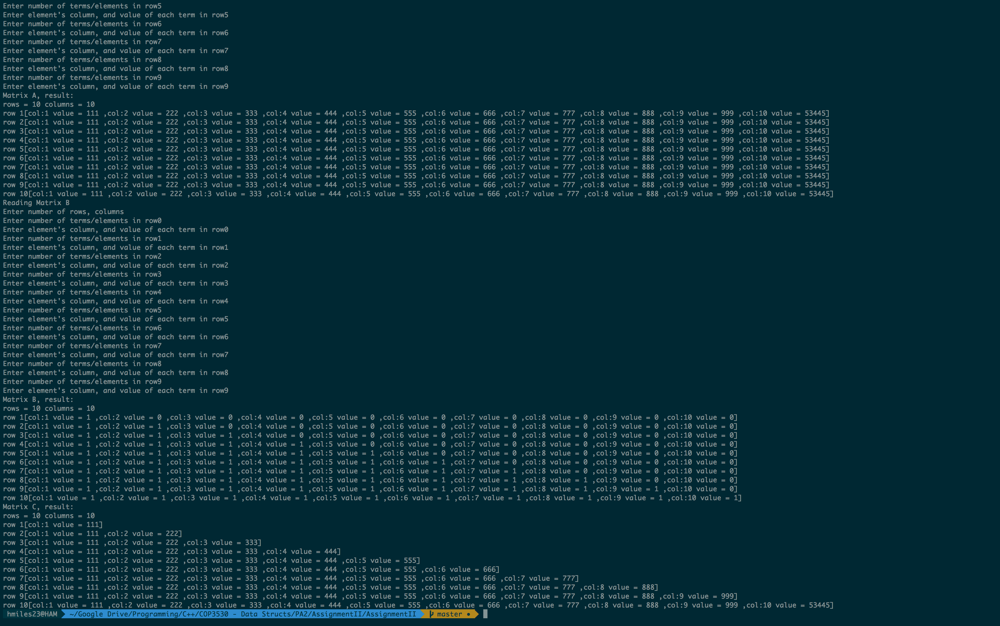 Enter number of terms/elements in row5
Enter element's column, and value of each term in row5
Enter number of terms/elements in row6
Enter element's column, and value of each term in row6
Enter number of terms/elements in row7
Enter element's column, and value of each term in row7
Enter number of terms/elements in row8
Enter element's column, and value of each term in row8
Enter number of terms/elements in row9
Enter element's column, and value of each term in row9
Matrix A, result:
rows = 10 columns = 10
row 1[col:1 value = 111 ,col:2 value = 222 ,col:3 value = 333 ,col:4 value = 444 ,col:5 value = 555 ,col:6 value = 666 ,col:7 value = 777 ,col:8 value = 888 ,col:9 value = 999 ,col:10 value = 53445]
row 2[col:1 value = 111 ,col:2 value = 222 ,col:3 value = 333 ,col:4 value = 444 ,col:5 value = 555 ,col:6 value = 666 ,col:7 value = 777 ,col:8 value = 888 ,col:9 value = 999 ,col:10 value = 53445]
row 3[col:1 value = 111 ,col:2 value = 222 ,col:3 value = 333 ,col:4 value = 444 ,col:5 value = 555 ,col:6 value = 666 ,col:7 value = 777 ,col:8 value = 888 ,col:9 value = 999 ,col:10 value = 53445]
row 4[col:1 value = 111 ,col:2 value = 222 ,col:3 value = 333 ,col:4 value = 444 ,col:5 value = 555 ,col:6 value = 666 ,col:7 value = 777 ,col:8 value = 888 ,col:9 value = 999 ,col:10 value = 53445]
row 5[col:1 value = 111 ,col:2 value = 222 ,col:3 value = 333 ,col:4 value = 444 ,col:5 value = 555 ,col:6 value = 666 ,col:7 value = 777 ,col:8 value = 888 ,col:9 value = 999 ,col:10 value = 53445]
row 6[col:1 value = 111 ,col:2 value = 222 ,col:3 value = 333 ,col:4 value = 444 ,col:5 value = 555 ,col:6 value = 666 ,col:7 value = 777 ,col:8 value = 888 ,col:9 value = 999 ,col:10 value = 53445]
row 7[col:1 value = 111 ,col:2 value = 222 ,col:3 value = 333 ,col:4 value = 444 ,col:5 value = 555 ,col:6 value = 666 ,col:7 value = 777 ,col:8 value = 888 ,col:9 value = 999 ,col:10 value = 53445]
row 8[col:1 value = 111 ,col:2 value = 222 ,col:3 value = 333 ,col:4 value = 444 ,col:5 value = 555 ,col:6 value = 666 ,col:7 value = 777 ,col:8 value = 888 ,col:9 value = 999 ,col:10 value = 53445]
row 9[col:1 value = 111 ,col:2 value = 222 ,col:3 value = 333 ,col:4 value = 444 ,col:5 value = 555 ,col:6 value = 666 ,col:7 value = 777 ,col:8 value = 888 ,col:9 value = 999 ,col:10 value = 53445]
row 10[col:1 value = 111 ,col:2 value = 222 ,col:3 value = 333 ,col:4 value = 444 ,col:5 value = 555 ,col:6 value = 666 ,col:7 value = 777 ,col:8 value = 888 ,col:9 value = 999 ,col:10 value = 53445]
Reading Matrix B
Enter number of rows, columns
Enter number of terms/elements in row0
Enter element's column, and value of each term in row0
Enter number of terms/elements in row1
Enter element's column, and value of each term in row1
Enter number of terms/elements in row2
Enter element's column, and value of each term in row2
Enter number of terms/elements in row3
Enter element's column, and value of each term in row3
Enter number of terms/elements in row4
Enter element's column, and value of each term in row4
Enter number of terms/elements in row5
Enter element's column, and value of each term in row5
Enter number of terms/elements in row6
Enter element's column, and value of each term in row6
Enter number of terms/elements in row7
Enter element's column, and value of each term in row7
Enter number of terms/elements in row8
Enter element's column, and value of each term in row8
Enter number of terms/elements in row9
Enter element's column, and value of each term in row9
Matrix B, result:
rows = 10 columns = 10
row 1[col:1 value = 1 ,col:2 value = 0 ,col:3 value = 0 ,col:4 value = 0 ,col:5 value = 0 ,col:6 value = 0 ,col:7 value = 0 ,col:8 value = 0 ,col:9 value = 0 ,col:10 value = 0]
row 2[col:1 value = 1 ,col:2 value = 1 ,col:3 value = 0 ,col:4 value = 0 ,col:5 value = 0 ,col:6 value = 0 ,col:7 value = 0 ,col:8 value = 0 ,col:9 value = 0 ,col:10 value = 0]
row 3[col:1 value = 1 ,col:2 value = 1 ,col:3 value = 1 ,col:4 value = 0 ,col:5 value = 0 ,col:6 value = 0 ,col:7 value = 0 ,col:8 value = 0 ,col:9 value = 0 ,col:10 value = 0]
row 4[col:1 value = 1 ,col:2 value = 1 ,col:3 value = 1 ,col:4 value = 1 ,col:5 value = 0 ,col:6 value = 0 ,col:7 value = 0 ,col:8 value = 0 ,col:9 value = 0 ,col:10 value = 0]
row 5[col:1 value = 1 ,col:2 value = 1 ,col:3 value = 1 ,col:4 value = 1 ,col:5 value = 1 ,col:6 value = 0 ,col:7 value = 0 ,col:8 value = 0 ,col:9 value = 0 ,col:10 value = 0]
row 6[col:1 value = 1 ,col:2 value = 1 ,col:3 value = 1 ,col:4 value = 1 ,col:5 value = 1 ,col:6 value = 1 ,col:7 value = 0 ,col:8 value = 0 ,col:9 value = 0 ,col:10 value = 0]
row 7[col:1 value = 1 ,col:2 value = 1 ,col:3 value = 1 ,col:4 value = 1 ,col:5 value = 1 ,col:6 value = 1 ,col:7 value = 1 ,col:8 value = 0 ,col:9 value = 0 ,col:10 value = 0]
row 8[col:1 value = 1 ,col:2 value = 1 ,col:3 value = 1 ,col:4 value = 1 ,col:5 value = 1 ,col:6 value = 1 ,col:7 value = 1 ,col:8 value = 1 ,col:9 value = 0 ,col:10 value = 0]
row 9[col:1 value = 1 ,col:2 value = 1 ,col:3 value = 1 ,col:4 value = 1 ,col:5 value = 1 ,col:6 value = 1 ,col:7 value = 1 ,col:8 value = 1 ,col:9 value = 1 ,col:10 value = 0]
row 10[col:1 value = 1 ,col:2 value = 1 ,col:3 value = 1 ,col:4 value = 1 ,col:5 value = 1 ,col:6 value = 1 ,col:7 value = 1 ,col:8 value = 1 ,col:9 value = 1 ,col:10 value = 1]
Matrix C, result:
rows = 10 columns = 10
row 1[col:1 value = 111]
row 2[col:1 value = 111 ,col:2 value = 222]
row 3[col:1 value = 111 ,col:2 value = 222 ,col:3 value = 333]
row 4[col:1 value = 111 ,col:2 value = 222 ,col:3 value = 333 ,col:4 value = 444]
row 5[col:1 value = 111 ,col:2 value = 222 ,col:3 value = 333 ,col:4 value = 444 ,col:5 value = 555]
row 6[col:1 value = 111 ,col:2 value = 222 ,col:3 value = 333 ,col:4 value = 444 ,col:5 value = 555 ,col:6 value = 666]
row 7[col:1 value = 111 ,col:2 value = 222 ,col:3 value = 333 ,col:4 value = 444 ,col:5 value = 555 ,col:6 value = 666 ,col:7 value = 777]
row 8[col:1 value = 111 ,col:2 value = 222 ,col:3 value = 333 ,col:4 value = 444 ,col:5 value = 555 ,col:6 value = 666 ,col:7 value = 777 ,col:8 value = 888]
row 9[col:1 value = 111 ,col:2 value = 222 ,col:3 value = 333 ,col:4 value = 444 ,col:5 value = 555 ,col:6 value = 666 ,col:7 value = 777 ,col:8 value = 888 ,col:9 value = 999]
row 10[col:1 value = 111 ,col:2 value = 222 ,col:3 value = 333 ,col:4 value = 444 ,col:5 value = 555 ,col:6 value = 666 ,col:7 value = 777 ,col:8 value = 888 ,col:9 value = 999 ,col:10 value = 53445]
hmiles23@HAM ~/Google Drive/Programming/C++/COP3530 - Data Structs/PA2/AssignmentII/AssignmentII master •